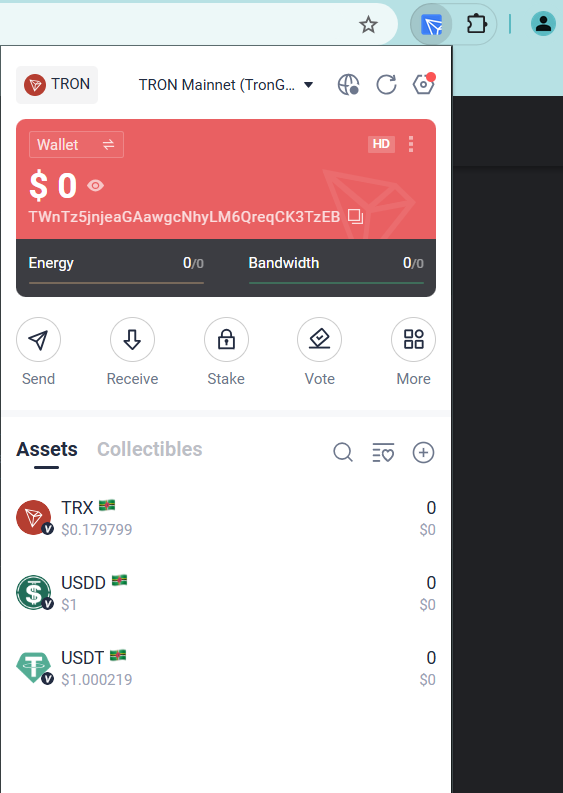 TRON TRON Mainnet (TronG...
Wallet HD
$ 0
TWnTz5jnjeaGAawgcNhyLM6QreqCK3TzEB
Energy 0/0 Bandwidth 0/0
Send Receive Stake Vote More
Assets Collectibles
TRX 0
$0.179799 $0
USDD 0
$1 $0
USDT 0
$1.000219 $0